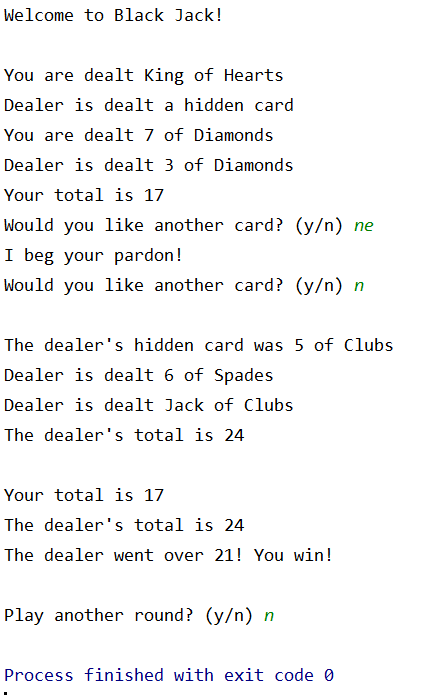 Welcome to Black Jack!
You are dealt King of Hearts
Dealer is dealt a hidden card
You are dealt 7 of Diamonds
Dealer is dealt 3 of Diamonds
Your total is 17
Would you like another card? (y/n) ne
I beg your pardon!
Would you like another card? (y/n) n
The dealer's hidden card was 5 of Clubs
Dealer is dealt 6 of Spades
Dealer is dealt Jack of Clubs
The dealer's total is 24
Your total is 17
The dealer's total is 24
The dealer went over 21! You win!
Play another round? (y/n) n
Process finished with exit code 0